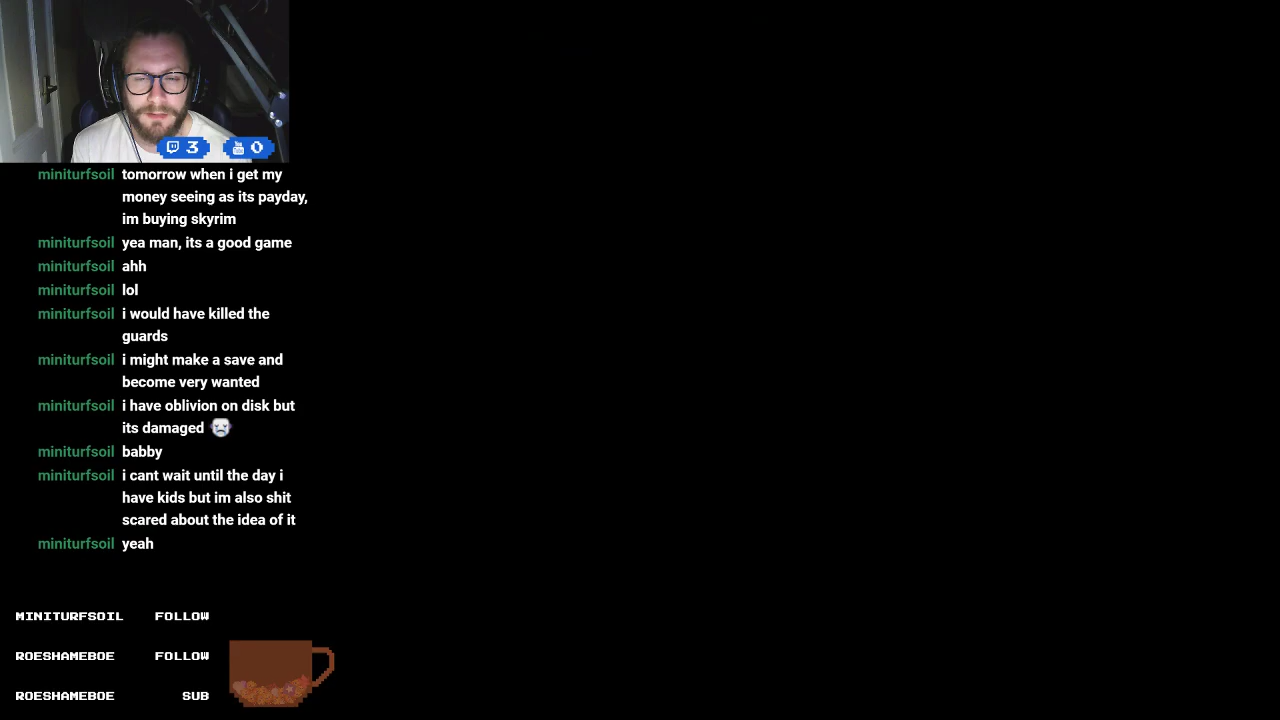 3 0
miniturfsoil tomorrow when i get my
money seeing as its payday,
im buying skyrim
miniturfsoil yea man, its a good game
miniturfsoil ahh
miniturfsoil lol
miniturfsoil i would have killed the
guards
miniturfsoil i might make a save and
become very wanted
miniturfsoil i have oblivion on disk but
its damaged
miniturfsoil babby
miniturfsoil i cant wait until the day i
have kids but im also shit
scared about the idea of it
miniturfsoil yeah
MINITURFSOIL FOLLOW
ROESHAMEBOE FOLLOW
ROESHAMEBOE SUB